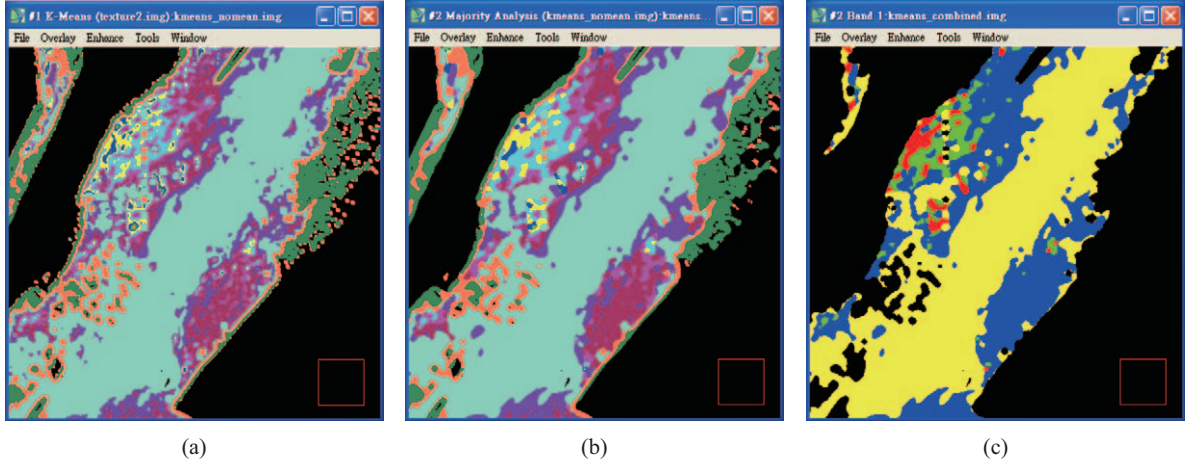 #1 K-Means (texture2.img):kmeans_nomean.img
File Overlay Enhance Tools Window
#2 Majority Analysis (kmeans_nomean.img):kmeans...
File Overlay Enhance Tools Window
#2 Band 1:kmeans_combined.img
File Overlay Enhance Tools Window
(a)
(b)
(c)